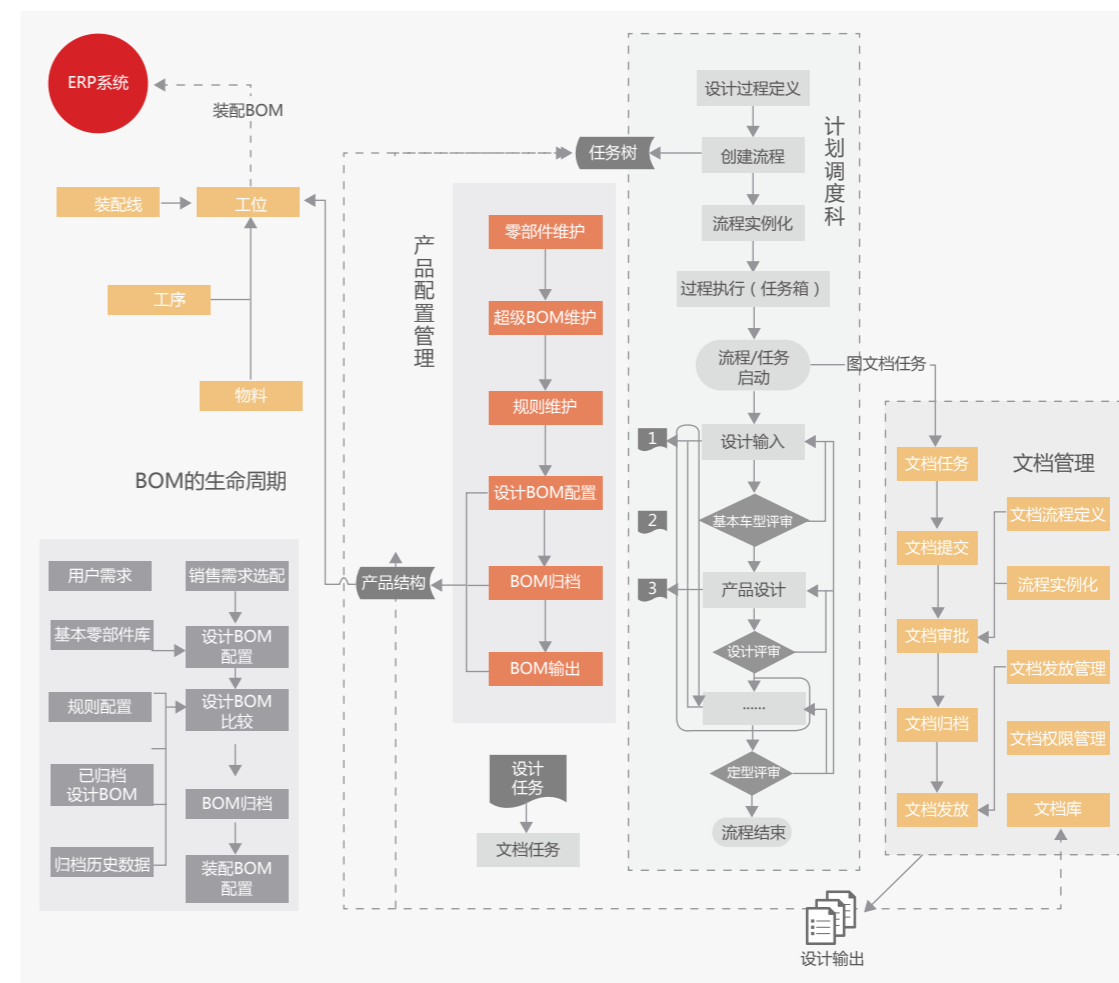 ERP系统
装配BOM
装配线
工位
工序
物料
BOM的生命周期
用户需求
销售需求选配
基本零部件库
设计BOM
配置
规则配置
设计BOM
比较
已归档
设计BOM
BOM归档
归档历史数据
装配BOM
配置
产品结构
产品配置管理
零部件维护
超级BOM维护
规则维护
设计BOM配置
BOM归档
BOM输出
设计
任务
文档任务
任务树
计划调度科
设计过程定义
创建流程
流程实例化
过程执行（任务箱）
流程/任务
启动
图文档任务
1
设计输入
2
基本车型评审
3
产品设计
设计评审
......
定型评审
流程结束
文档管理
文档任务
文档流程定义
文档提交
流程实例化
文档审批
文档发放管理
文档归档
文档权限管理
文档发放
文档库
设计输出